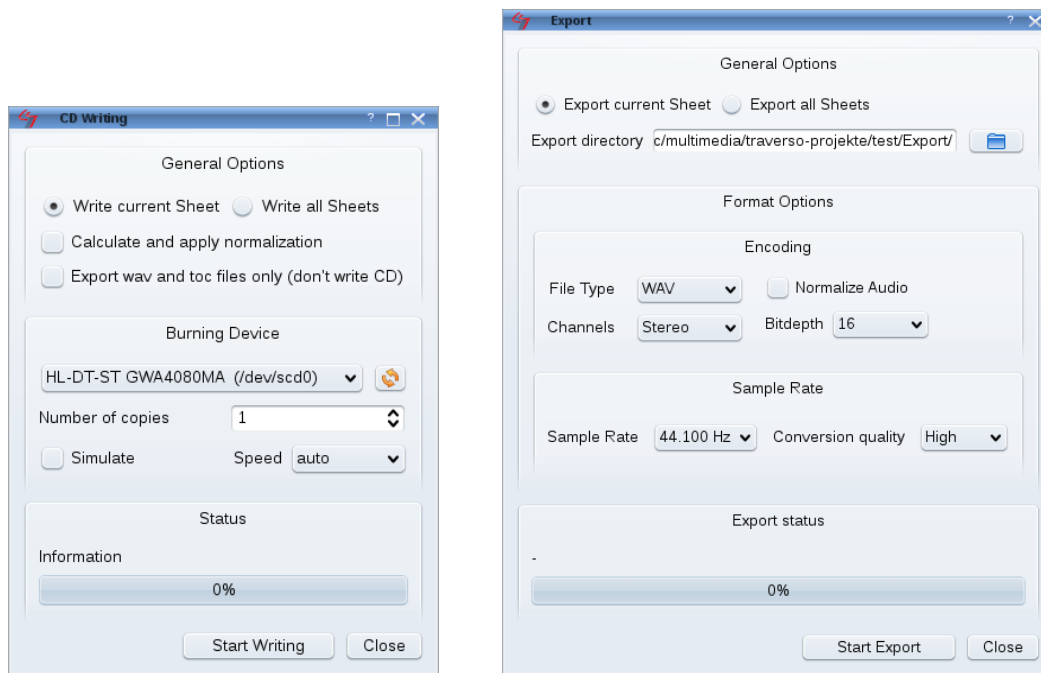 CD Writing
General Options
Write current Sheet Write all Sheets
Calculate and apply normalization
Export wav and toc files only (don't write CD)
Burning Device
HL-DT-ST GWA4080MA (/dev/scd0)
Number of copies 1
Simulate Speed auto
Status
Information
0%
Start Writing Close
Export
General Options
Export current Sheet Export all Sheets
Export directory c/multimedia/traverso-projekte/test/Export/
Format Options
Encoding
File Type WAV Normalize Audio
Channels Stereo Bitdepth 16
Sample Rate
Sample Rate 44.100 Hz Conversion quality High
Export status
-
0%
Start Export Close